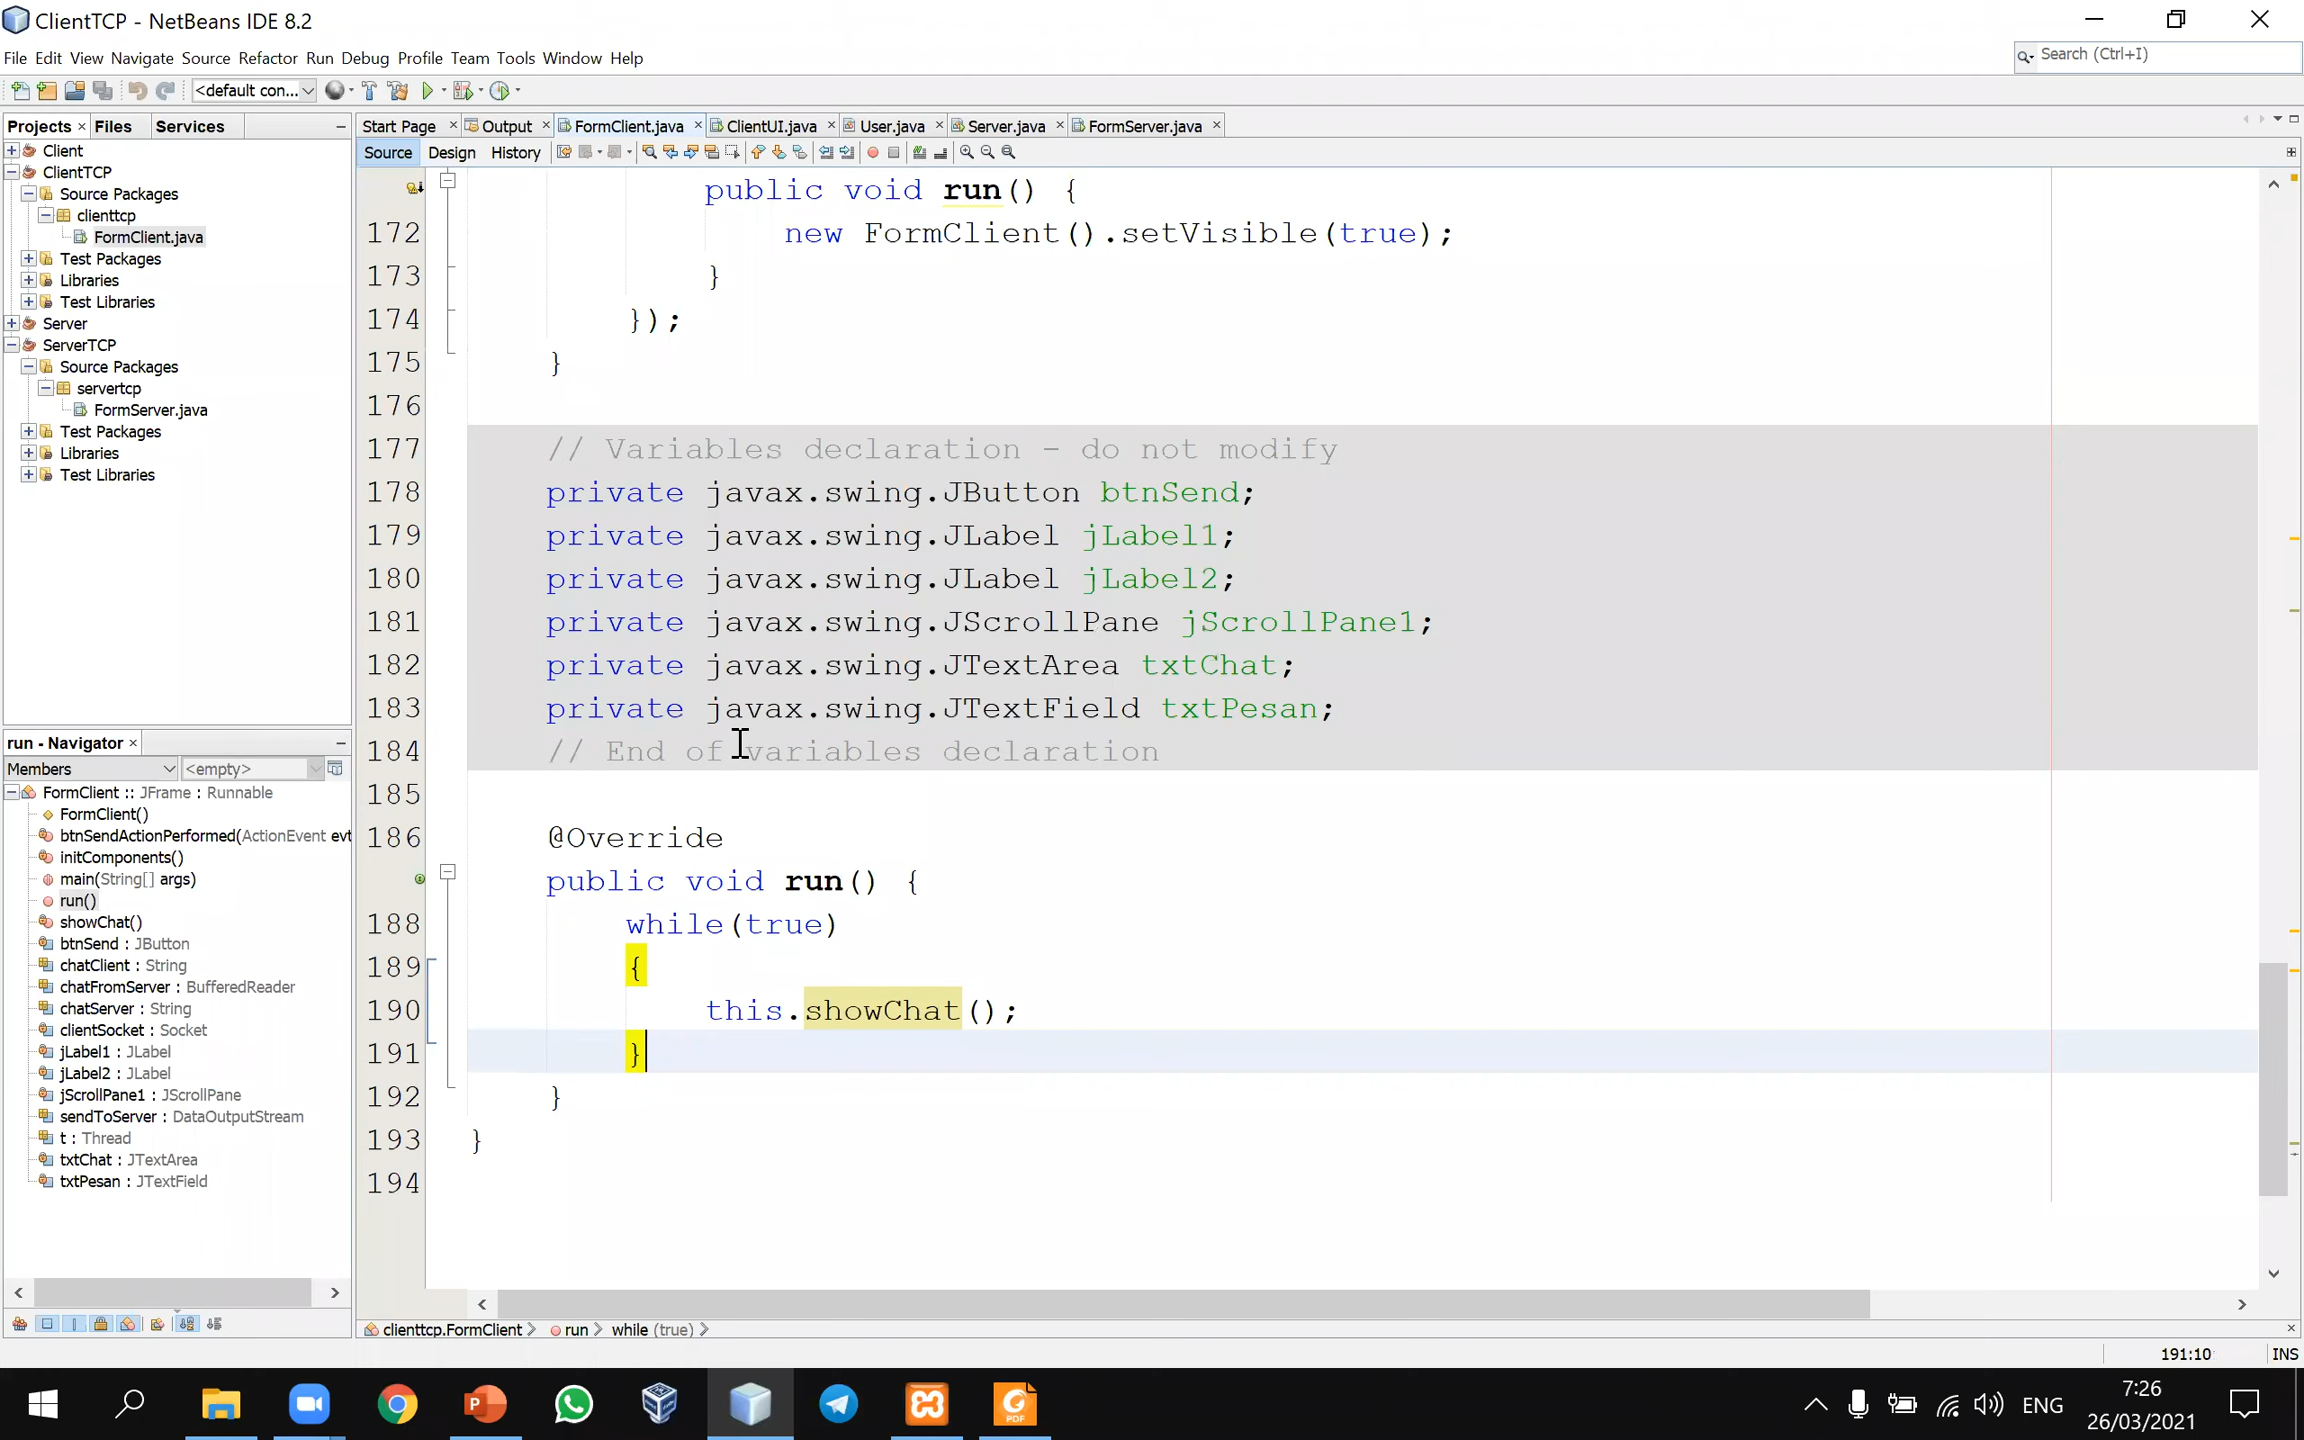 ClientTCP - NetBeans IDE 8.2
File Edit View Navigate Source Refactor Run Debug Profile Team Tools Window Help
Search (Ctrl+I)
<default con...
Projects Files Services
Start Page Output FormClient.java ClientUI.java User.java Server.java FormServer.java
Source Design History
Client
ClientTCP
Source Packages
clienttcp
FormClient.java
Test Packages
Libraries
Test Libraries
Server
ServerTCP
Source Packages
servertcp
FormServer.java
Test Packages
Libraries
Test Libraries
public void run() {
172 new FormClient().setVisible(true);
173 }
174 });
175 }
176
177 // Variables declaration - do not modify
178 private javax.swing.JButton btnSend;
179 private javax.swing.JLabel jLabel1;
180 private javax.swing.JLabel jLabel2;
181 private javax.swing.JScrollPane jScrollPane1;
182 private javax.swing.JTextArea txtChat;
183 private javax.swing.JTextField txtPesan;
184 // End of variables declaration
185
186 @Override
public void run() {
188 while(true)
189 {
190 this.showChat();
191 }
192 }
193 }
194
run - Navigator
Members <empty>
FormClient :: JFrame : Runnable
FormClient()
btnSendActionPerformed(ActionEvent evt
initComponents()
main(String[] args)
run()
showChat()
btnSend : JButton
chatClient : String
chatFromServer : BufferedReader
chatServer : String
clientSocket : Socket
jLabel1 : JLabel
jLabel2 : JLabel
jScrollPane1 : JScrollPane
sendToServer : DataOutputStream
t : Thread
txtChat : JTextArea
txtPesan : JTextField
clienttcp.FormClient run while (true)
191:10 INS
PDF
ENG
7:26
26/03/2021